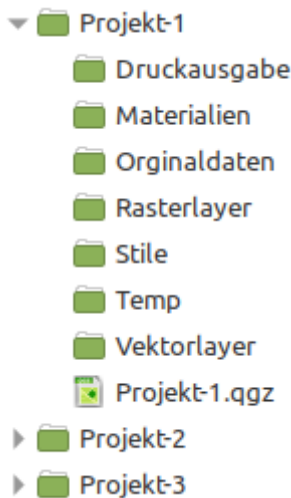 Projekt-1
Druckausgabe
Materialien
Orginaldaten
Rasterlayer
Stile
Temp
Vektorlayer
Projekt-1.qgz
Projekt-2
Projekt-3